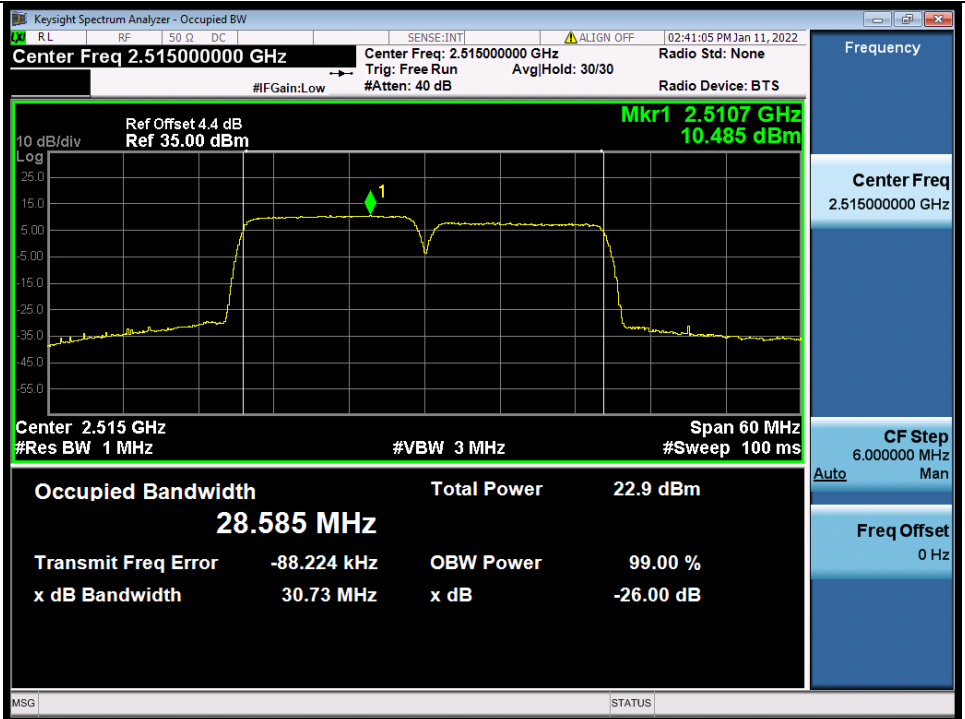 Keysight Spectrum Analyzer - Occupied BW
LXI RL RF 50 Ω DC SENSE:INT ALIGN OFF 02:41:05 PM Jan 11, 2022
Center Freq 2.515000000 GHz
Center Freq: 2.515000000 GHz Radio Std: None
Trig: Free Run Avg|Hold: 30/30
#IFGain:Low #Atten: 40 dB Radio Device: BTS
Frequency
Mkr1 2.5107 GHz
10.485 dBm
Ref Offset 4.4 dB
10 dB/div Ref 35.00 dBm
Log
25.0
15.0
5.00
-5.00
-15.0
-25.0
-35.0
-45.0
-55.0
1
Center 2.515 GHz Span 60 MHz
#Res BW 1 MHz #VBW 3 MHz #Sweep 100 ms
Occupied Bandwidth Total Power 22.9 dBm
28.585 MHz
Transmit Freq Error -88.224 kHz OBW Power 99.00 %
x dB Bandwidth 30.73 MHz x dB -26.00 dB
Center Freq
2.515000000 GHz
CF Step
6.000000 MHz
Auto Man
Freq Offset
0 Hz
MSG STATUS